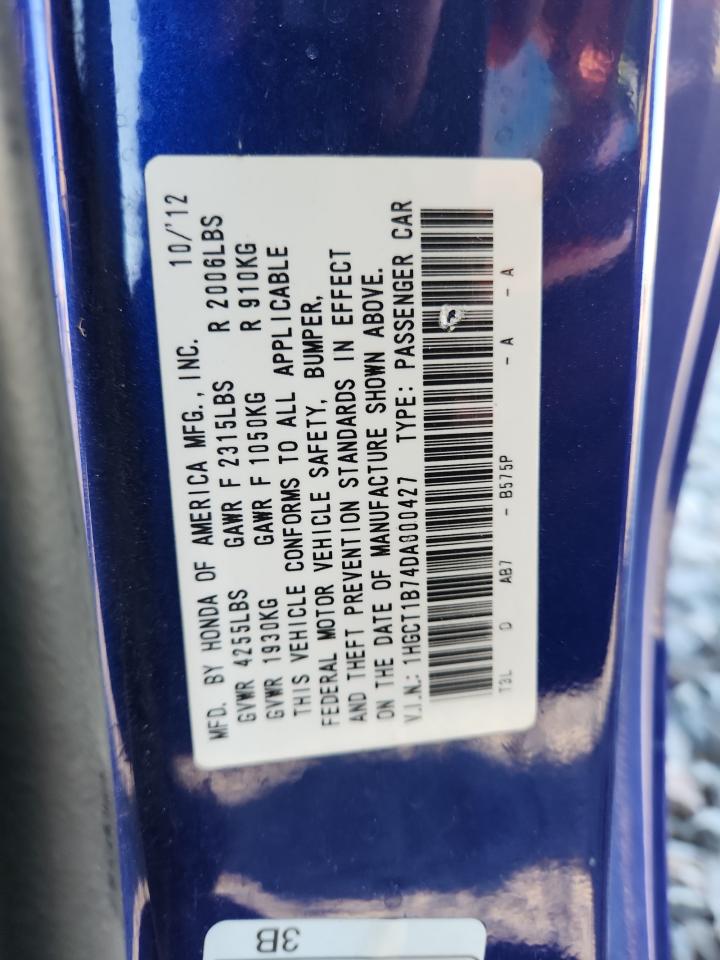 MFD. BY HONDA OF AMERICA MFG., INC. 10/'12
GVWR 4255LBS GAWR F 2315LBS R 2006LBS
GVWR 1930KG GAWR F 1050KG R 910KG
THIS VEHICLE CONFORMS TO ALL APPLICABLE
FEDERAL MOTOR VEHICLE SAFETY, BUMPER,
AND THEFT PREVENTION STANDARDS IN EFFECT
ON THE DATE OF MANUFACTURE SHOWN ABOVE.
V.I.N.: 1HGCT1B74DA800427 TYPE: PASSENGER CAR
T3L D AB7 - B575P - A - A
3B